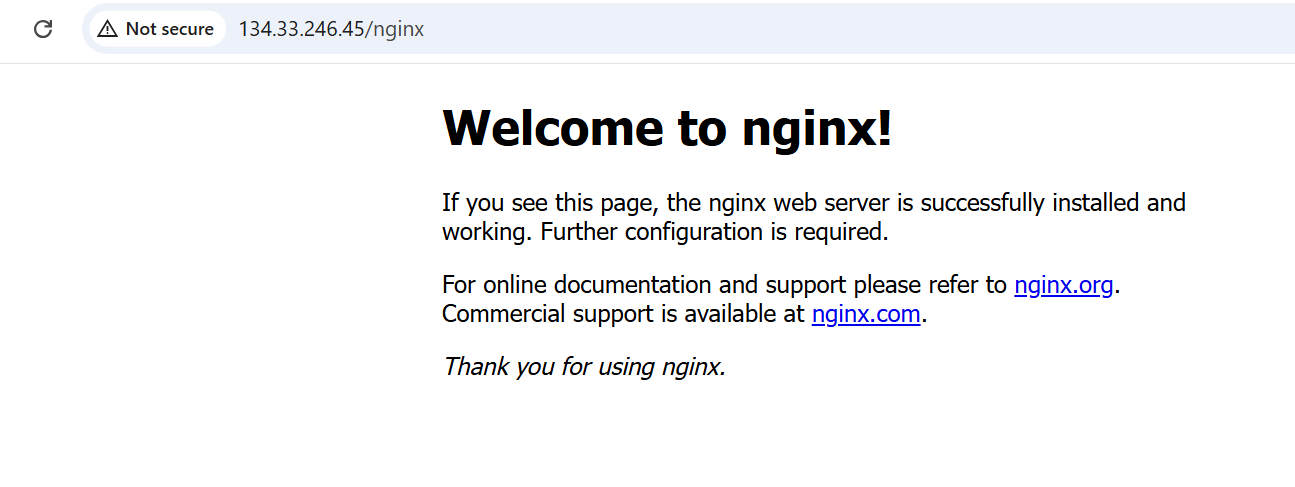 Not secure 134.33.246.45/nginx
Welcome to nginx!
If you see this page, the nginx web server is successfully installed and
working. Further configuration is required.
For online documentation and support please refer to nginx.org.
Commercial support is available at nginx.com.
Thank you for using nginx.